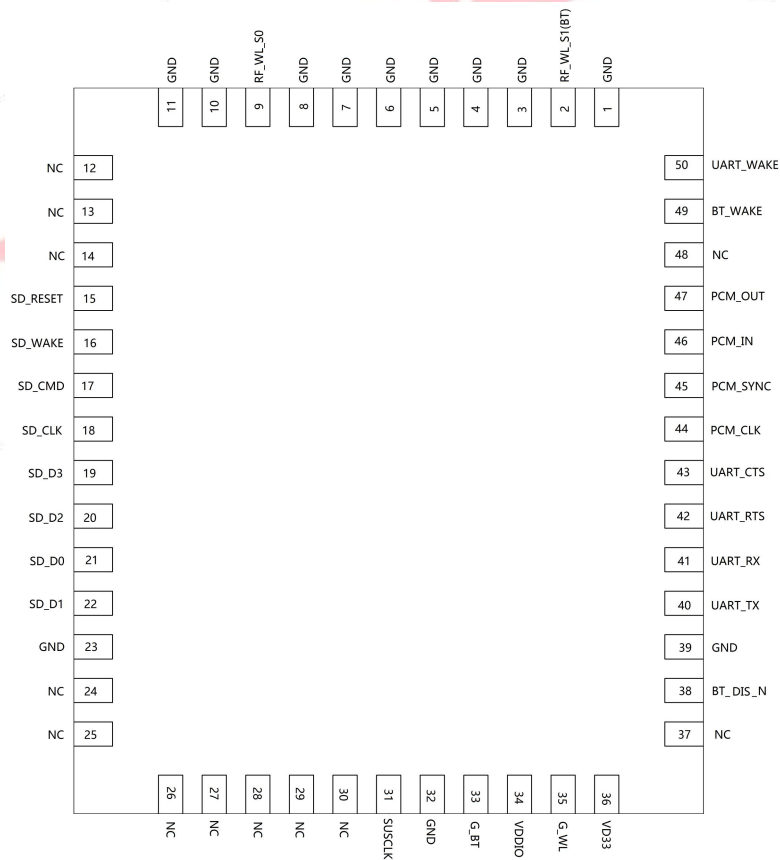 GND GND RF_WL_S0 GND GND GND GND GND GND RF_WL_S1(BT) GND
11 10 9 8 7 6 5 4 3 2 1
NC 12 50 UART_WAKE
NC 13 49 BT_WAKE
NC 14 48 NC
SD_RESET 15 47 PCM_OUT
SD_WAKE 16 46 PCM_IN
SD_CMD 17 45 PCM_SYNC
SD_CLK 18 44 PCM_CLK
SD_D3 19 43 UART_CTS
SD_D2 20 42 UART_RTS
SD_D0 21 41 UART_RX
SD_D1 22 40 UART_TX
GND 23 39 GND
NC 24 38 BT_DIS_N
NC 25 37 NC
26 27 28 29 30 31 32 33 34 35 36
NC NC NC NC NC SUSCLK GND G_BT VDDIO G_WL VD33